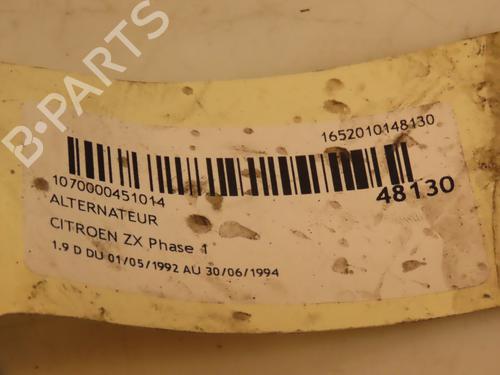 B-PARTS
1652010148130
1070000451014
48130
ALTERNATEUR
CITROEN ZX Phase 1
1.9 D DU 01/05/1992 AU 30/06/1994